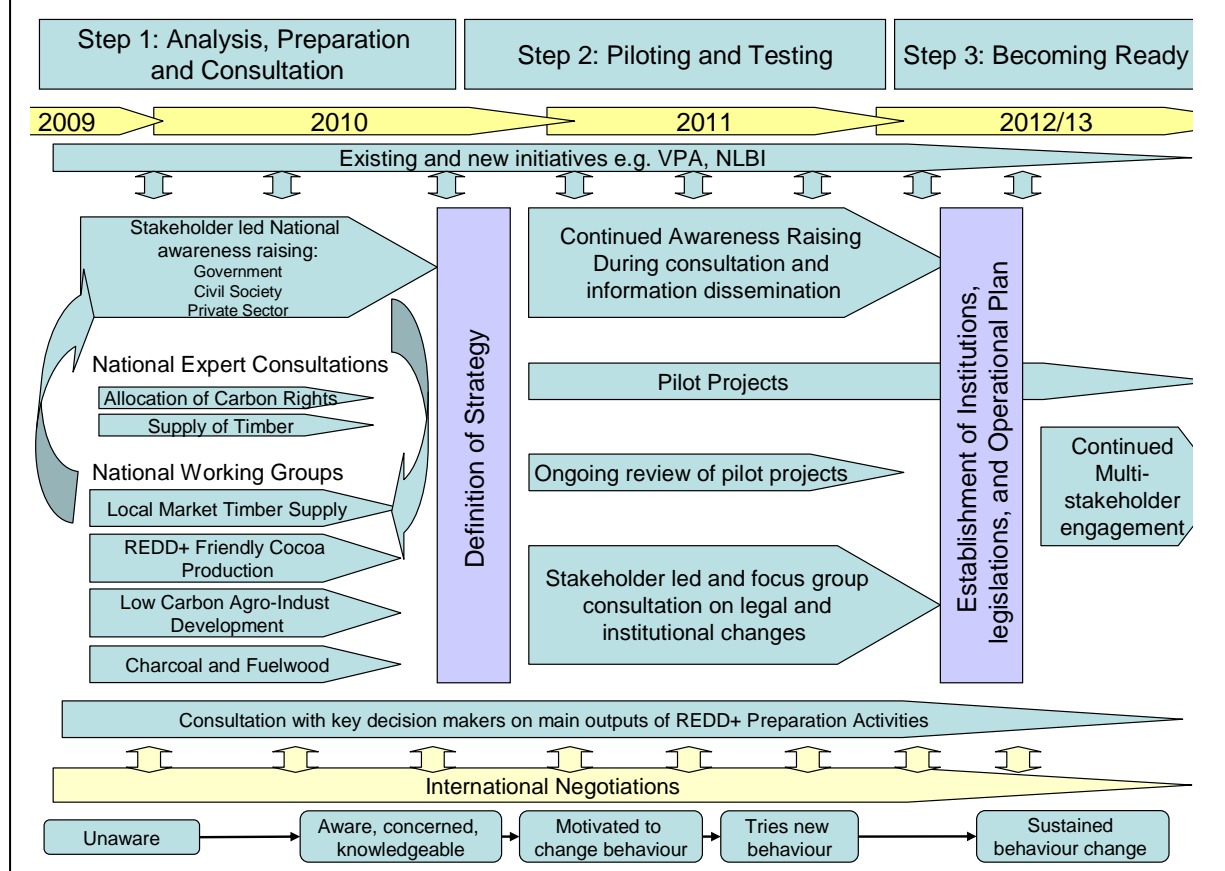 Step 1: Analysis, Preparation
and Consultation
Step 2: Piloting and Testing
Step 3: Becoming Ready
2009
2010
2011
2012/13
Existing and new initiatives e.g. VPA, NLBI
Stakeholder led National
awareness raising:
Government
Civil Society
Private Sector
National Expert Consultations
Allocation of Carbon Rights
Supply of Timber
National Working Groups
Local Market Timber Supply
REDD+ Friendly Cocoa
Production
Low Carbon Agro-Indust
Development
Charcoal and Fuelwood
Definition of Strategy
Continued Awareness Raising
During consultation and
information dissemination
Pilot Projects
Ongoing review of pilot projects
Stakeholder led and focus group
consultation on legal and
institutional changes
Establishment of Institutions,
legislations, and Operational Plan
Continued
Multi-
stakeholder
engagement
Consultation with key decision makers on main outputs of REDD+ Preparation Activities
International Negotiations
Unaware
Aware, concerned,
knowledgeable
Motivated to
change behaviour
Tries new
behaviour
Sustained
behaviour change